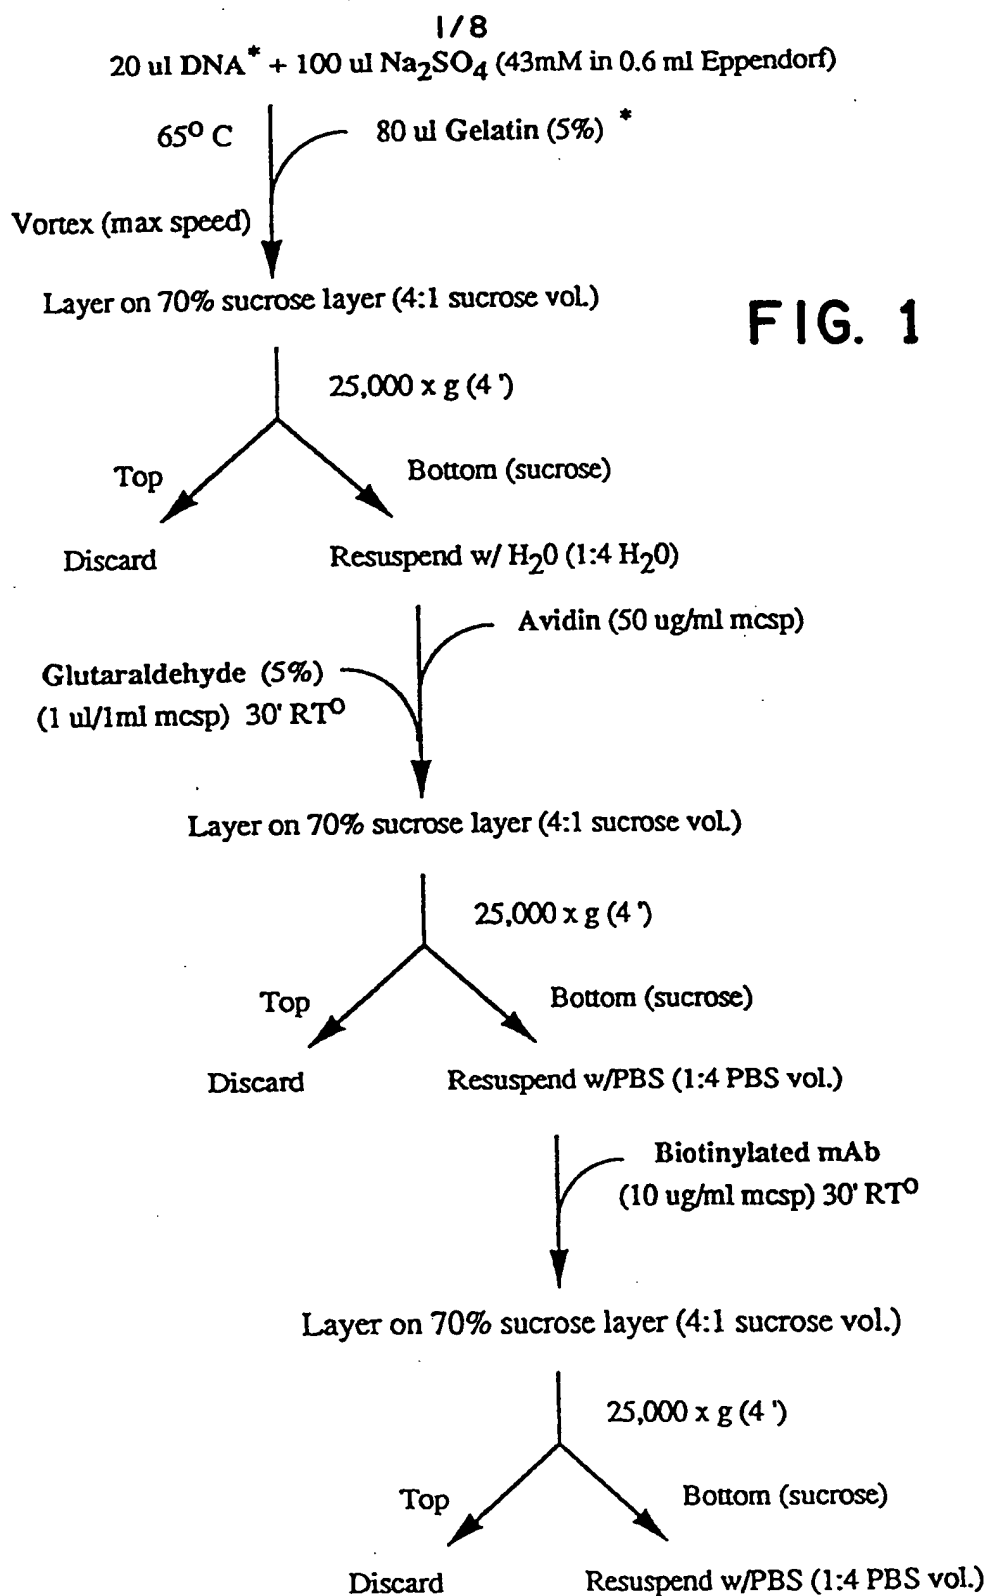 1/8
20 ul DNA* + 100 ul Na2SO4 (43mM in 0.6 ml Eppendorf)
65° C
80 ul Gelatin (5%) *
Vortex (max speed)
Layer on 70% sucrose layer (4:1 sucrose vol.)
FIG. 1
25,000 x g (4 ')
Top
Bottom (sucrose)
Discard
Resuspend w/ H20 (1:4 H20)
Avidin (50 ug/ml mcsp)
Glutaraldehyde (5%)
(1 ul/1ml mcsp) 30' RT°
Layer on 70% sucrose layer (4:1 sucrose vol.)
25,000 x g (4 ')
Top
Bottom (sucrose)
Discard
Resuspend w/PBS (1:4 PBS vol.)
Biotinylated mAb
(10 ug/ml mcsp) 30' RT°
Layer on 70% sucrose layer (4:1 sucrose vol.)
25,000 x g (4 ')
Top
Bottom (sucrose)
Discard
Resuspend w/PBS (1:4 PBS vol.)